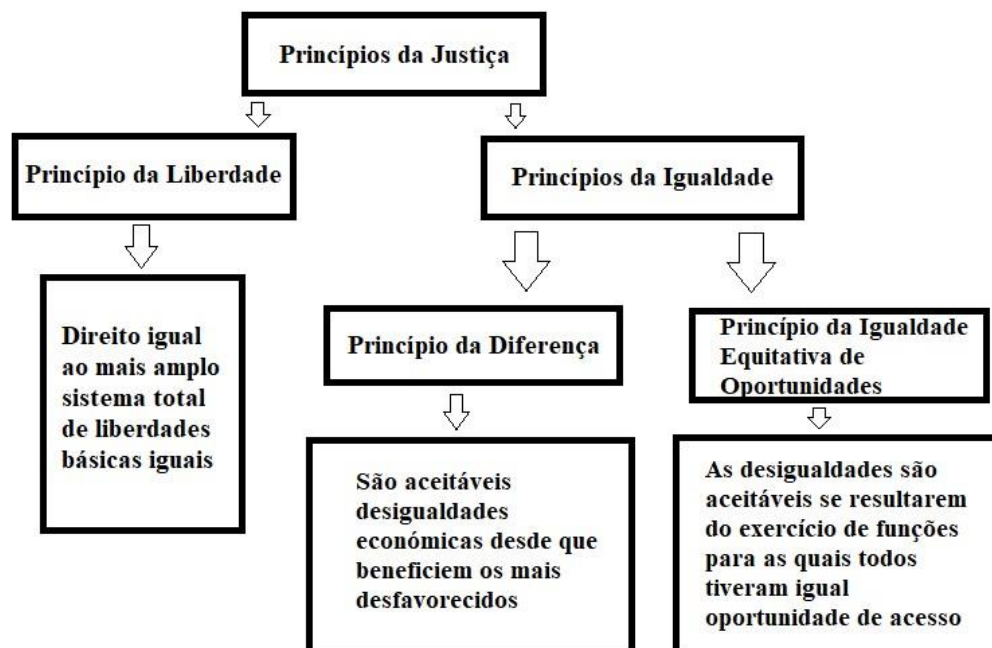 Princípios da Justiça
Princípio da Liberdade
Princípios da Igualdade
Direito igual
ao mais amplo
sistema total
de liberdades
básicas iguais
Princípio da Diferença
Princípio da Igualdade
Equitativa de
Oportunidades
São aceitáveis
desigualdades
económicas desde que
beneficiem os mais
desfavorecidos
As desigualdades são
aceitáveis se resultarem
do exercício de funções
para as quais todos
tiveram igual
oportunidade de acesso